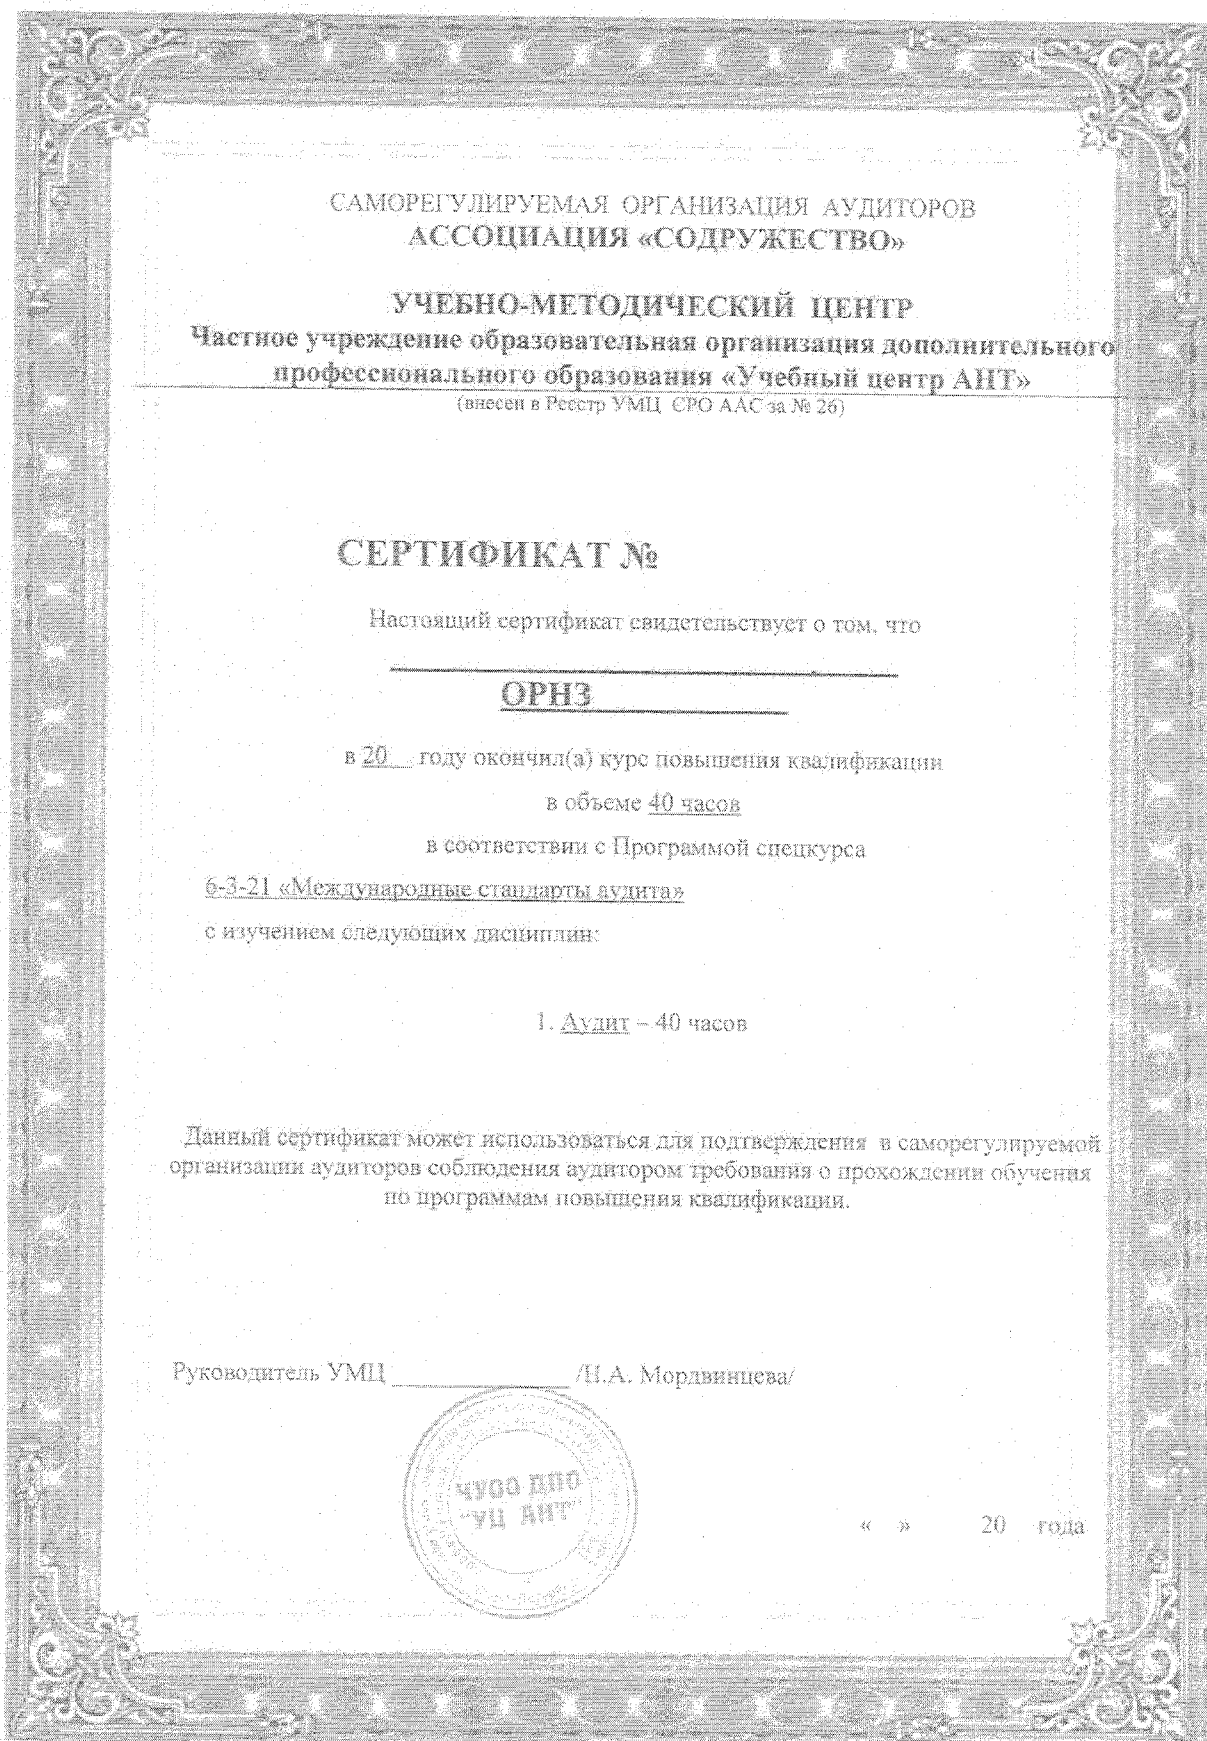 САМОРЕГУЛИРУЕМАЯ ОРГАНИЗАЦИЯ АУДИТОРОВ
АССОЦИАЦИЯ «СОДРУЖЕСТВО»
УЧЕБНО-МЕТОДИЧЕСКИЙ ЦЕНТР
Частное учреждение образовательная организация дополнительного
профессионального образования «Учебный центр АНТ»
(внесен в Реестр УМЦ СРО ААС за № 26)
СЕРТИФИКАТ №
Настоящий сертификат свидетельствует о том, что
ОРНЗ
в 20__ году окончил(а) курс повышения квалификации
в объеме 40 часов
в соответствии с Программой спецкурса
6-3-21 «Международные стандарты аудита»
с изучением следующих дисциплин:
1. Аудит – 40 часов
Данный сертификат может использоваться для подтверждения в саморегулируемой
организации аудиторов соблюдения аудитором требования о прохождении обучения
по программам повышения квалификации.
Руководитель УМЦ ______________ /Н.А. Мордвинцева/
ЧУОО ДПО
"УЦ АНТ"
« » 20 года